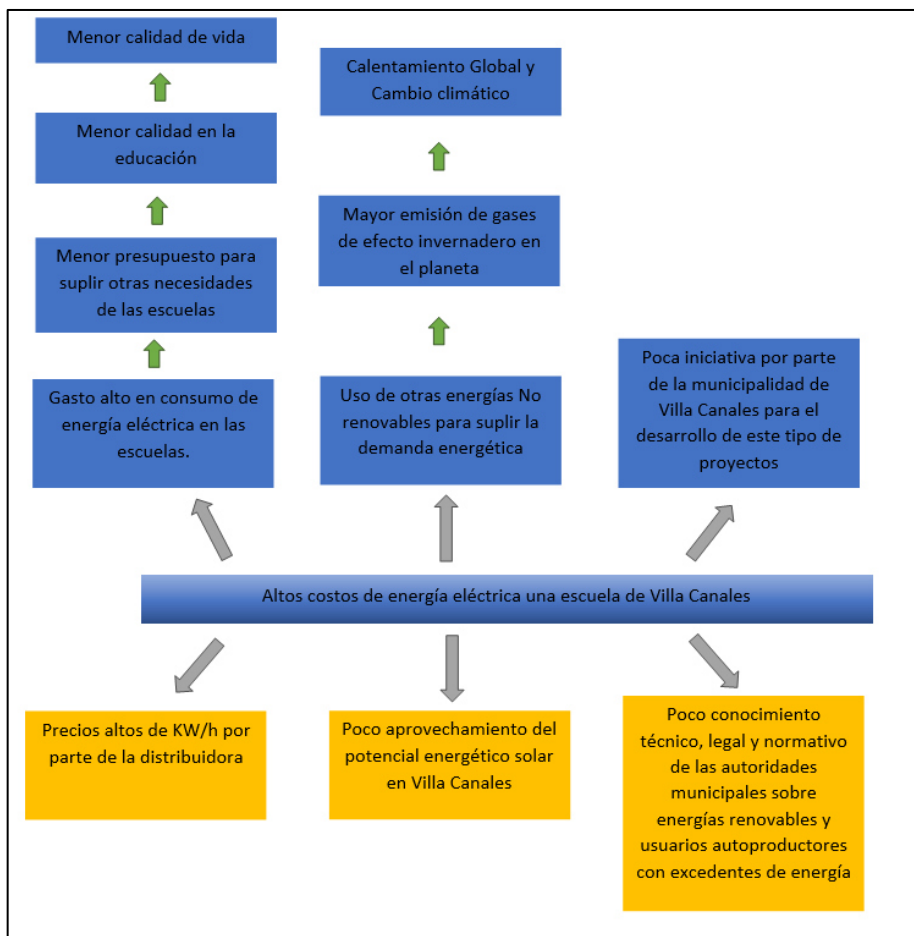 Menor calidad de vida
Calentamiento Global y
Cambio climático
Menor calidad en la
educación
Mayor emisión de gases
de efecto invernadero en
el planeta
Menor presupuesto para
suplir otras necesidades
de las escuelas
Gasto alto en consumo de
energía eléctrica en las
escuelas.
Uso de otras energías No
renovables para suplir la
demanda energética
Poca iniciativa por parte
de la municipalidad de
Villa Canales para el
desarrollo de este tipo de
proyectos
Altos costos de energía eléctrica una escuela de Villa Canales
Precios altos de KW/h por
parte de la distribuidora
Poco aprovechamiento del
potencial energético solar
en Villa Canales
Poco conocimiento
técnico, legal y normativo
de las autoridades
municipales sobre
energías renovables y
usuarios autoproductores
con excedentes de energía